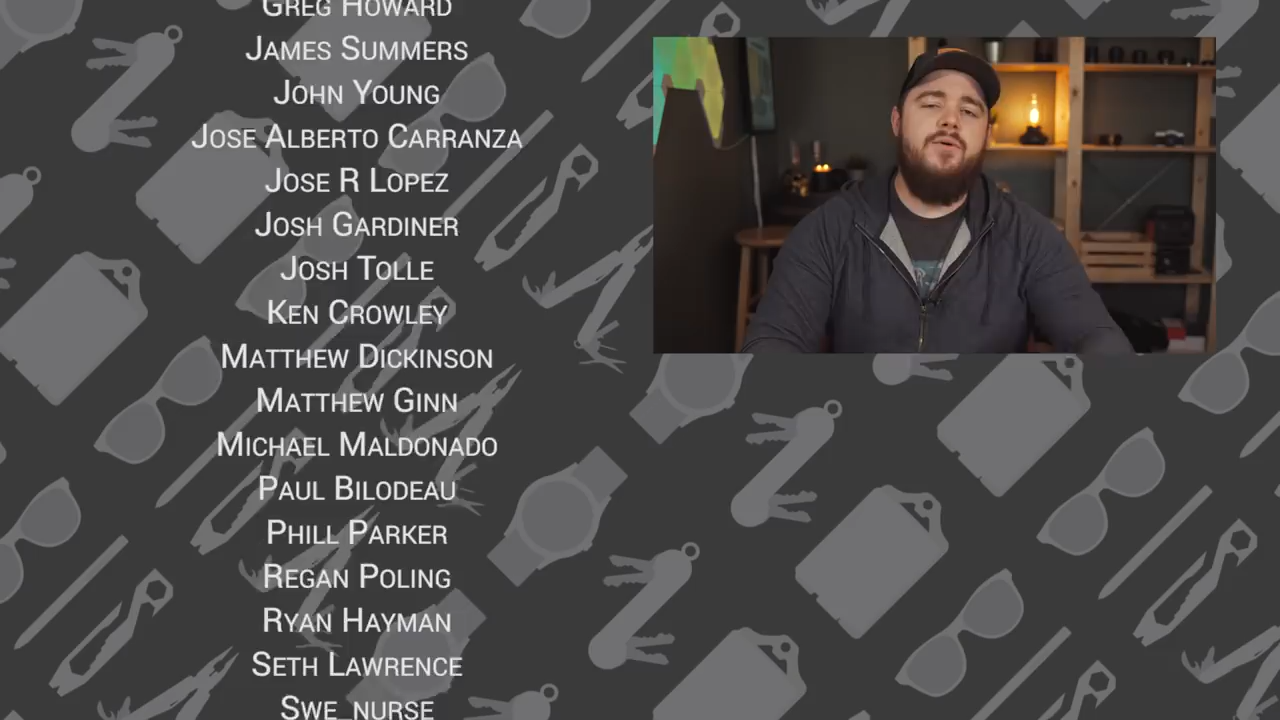 Greg Howard
James Summers
John Young
Jose Alberto Carranza
Jose R Lopez
Josh Gardiner
Josh Tolle
Ken Crowley
Matthew Dickinson
Matthew Ginn
Michael Maldonado
Paul Bilodeau
Phill Parker
Regan Poling
Ryan Hayman
Seth Lawrence
Swe_nurse